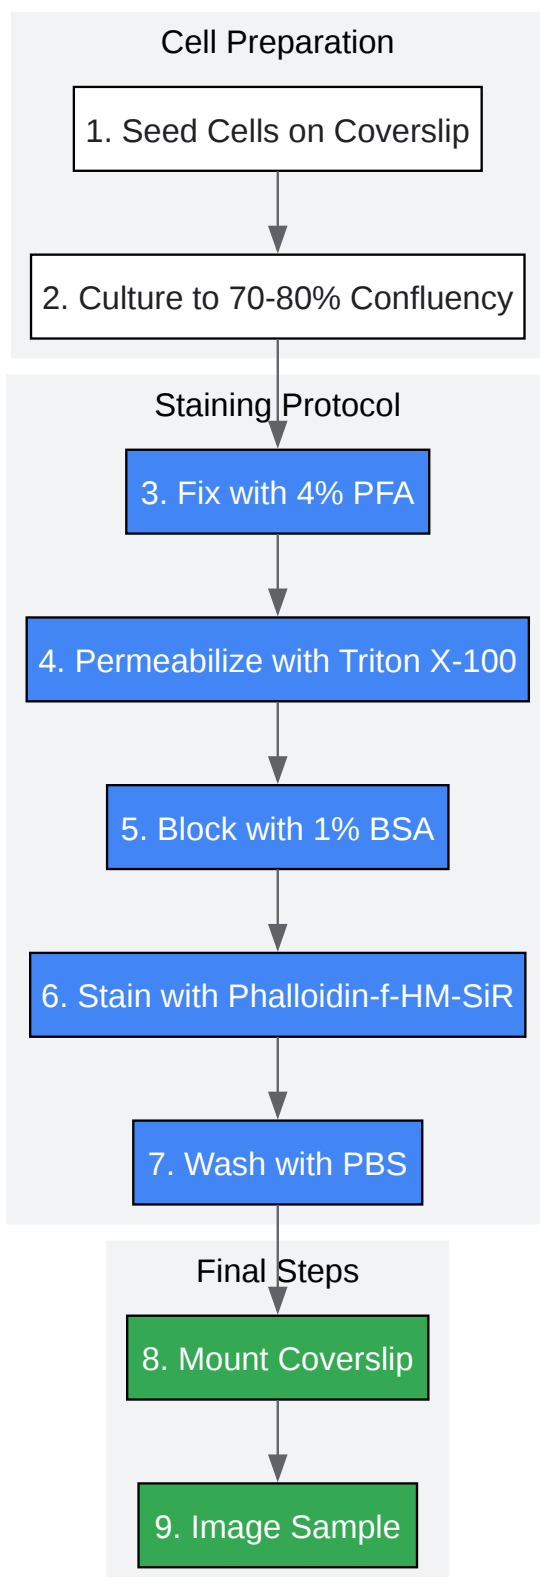 Cell Preparation
1. Seed Cells on Coverslip
2. Culture to 70-80% Confluency
Staining Protocol
3. Fix with 4% PFA
4. Permeabilize with Triton X-100
5. Block with 1% BSA
6. Stain with Phalloidin-f-HM-SiR
7. Wash with PBS
Final Steps
8. Mount Coverslip
9. Image Sample